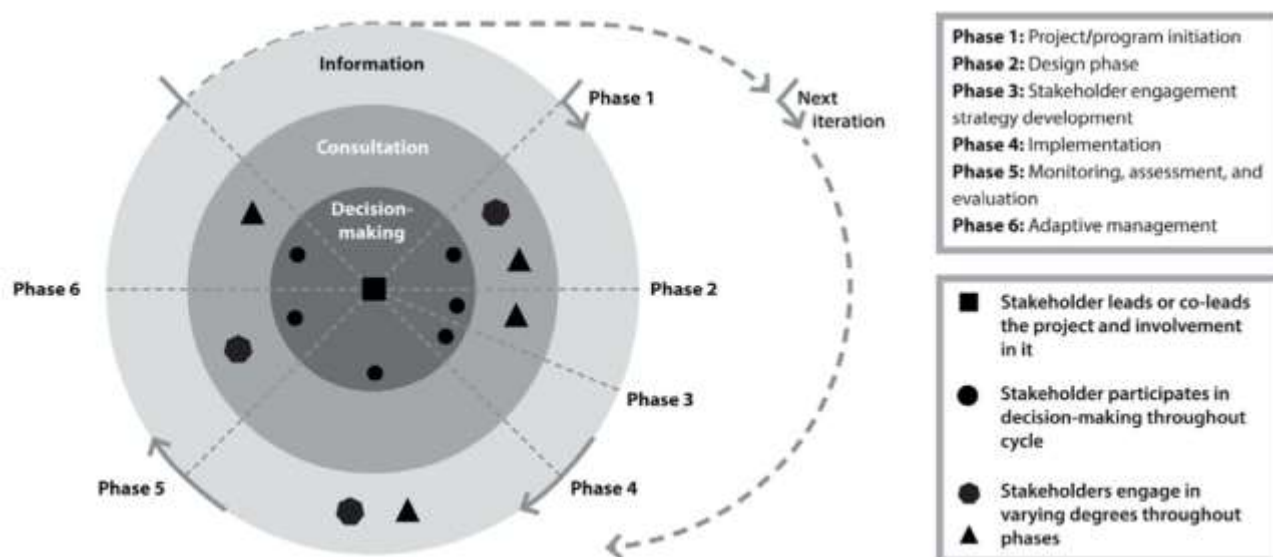 Information
Consultation
Decision-
making
Phase 1
Next
iteration
Phase 6
Phase 2
Phase 3
Phase 5
Phase 4
Phase 1: Project/program initiation
Phase 2: Design phase
Phase 3: Stakeholder engagement
strategy development
Phase 4: Implementation
Phase 5: Monitoring, assessment, and
evaluation
Phase 6: Adaptive management
Stakeholder leads or co-leads
the project and involvement
in it
Stakeholder participates in
decision-making throughout
cycle
Stakeholders engage in
varying degrees throughout
phases